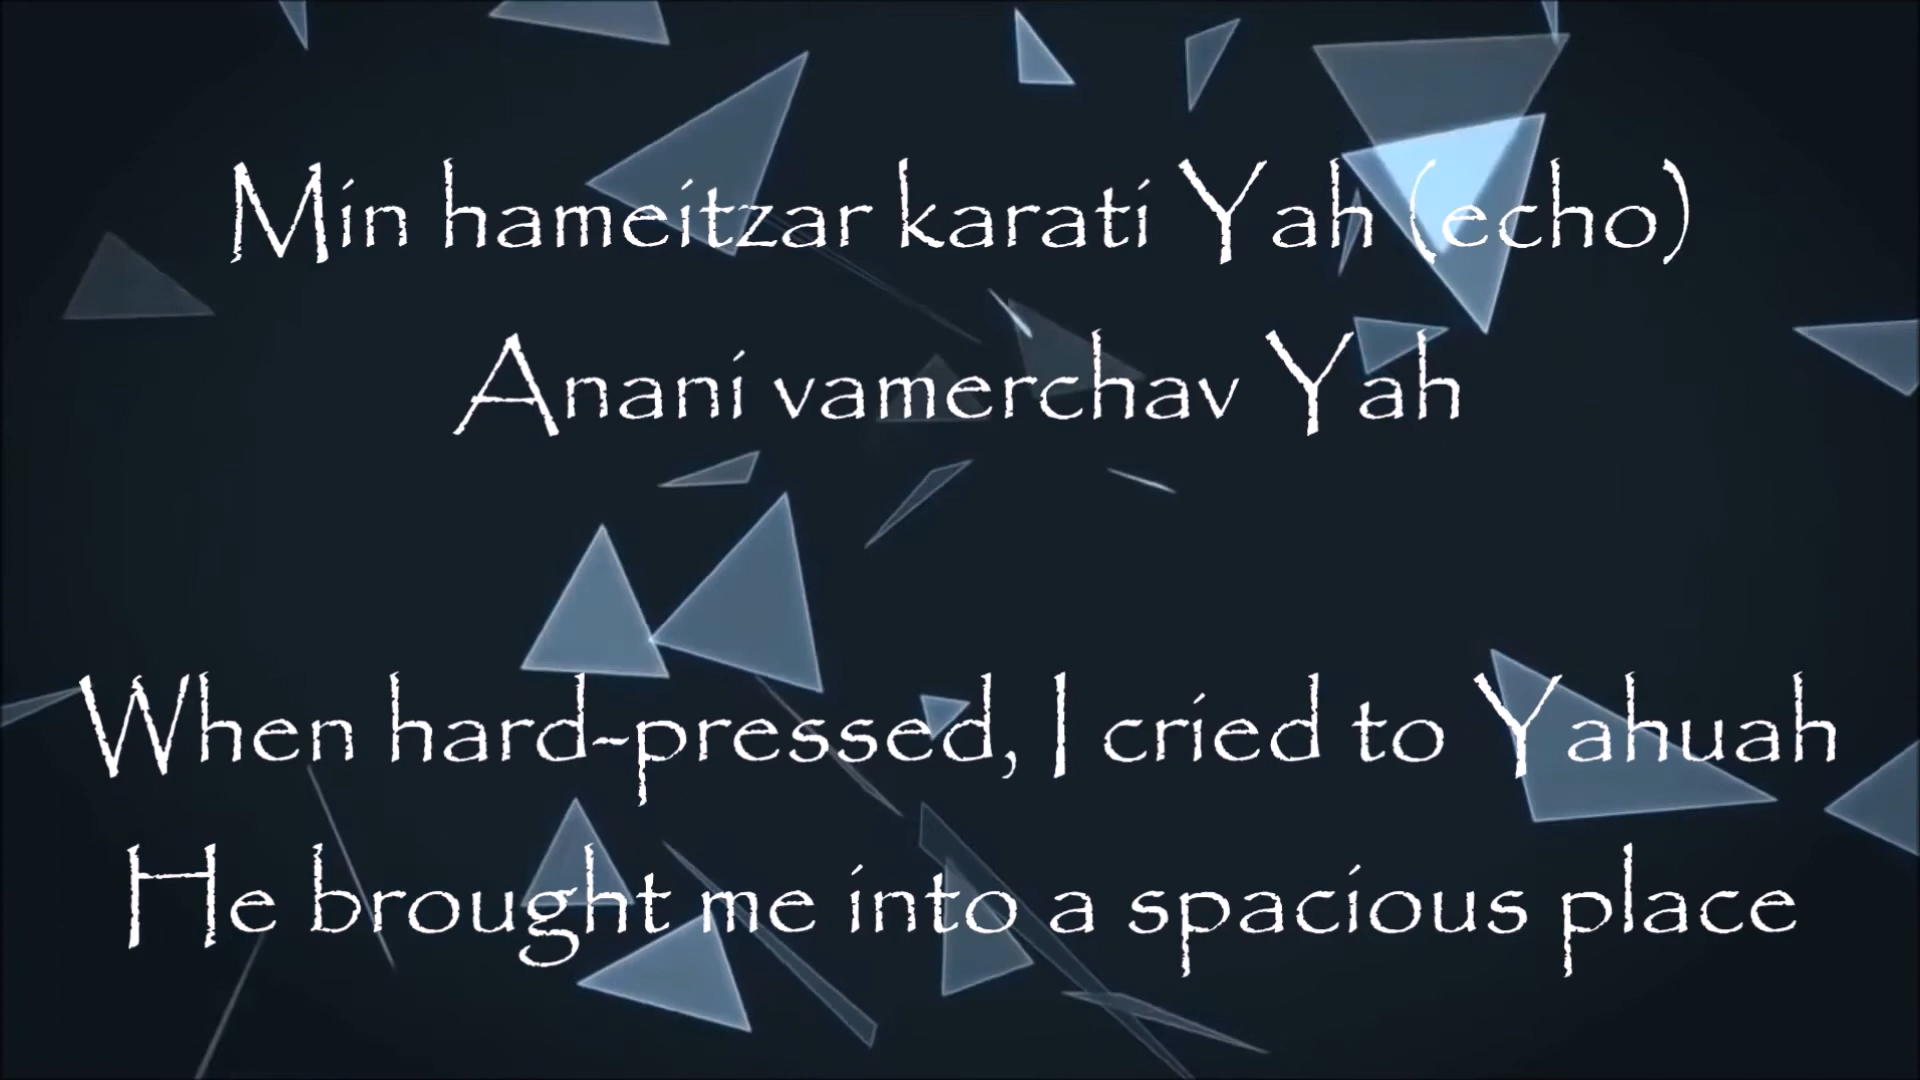 Min hameitzar karati Yah (echo)
Anani vamerchav Yah
When hard-pressed, I cried to Yahuah
He brought me into a spacious place